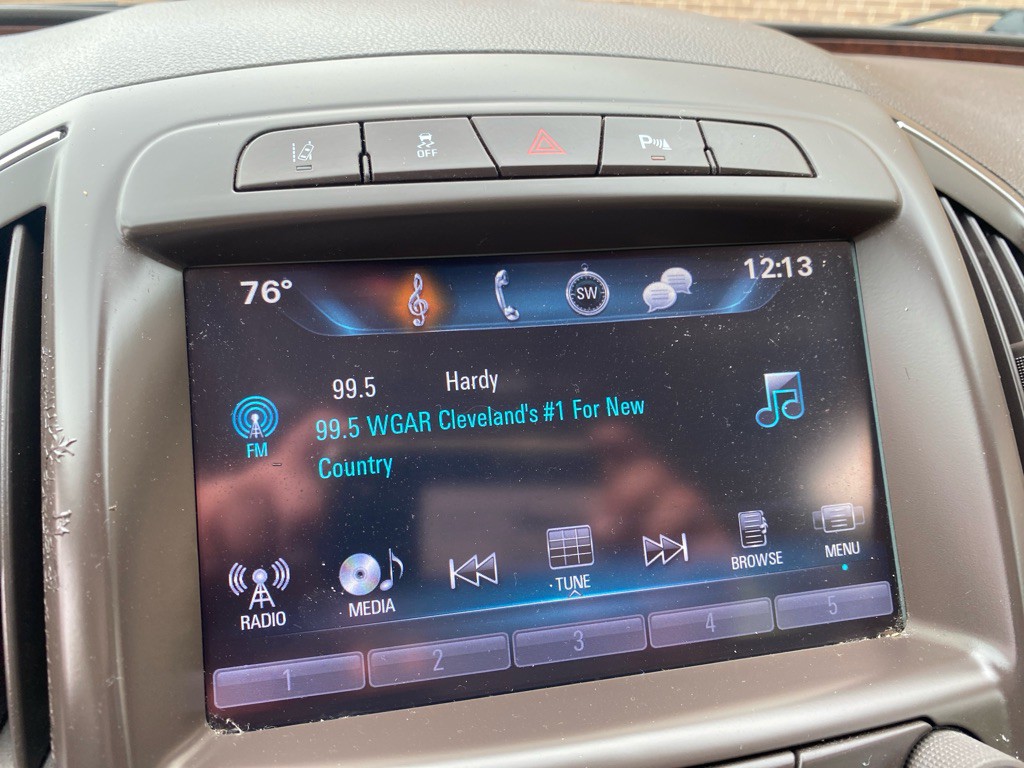 OFF
P
76°
SW
12:13
99.5 Hardy
99.5 WGAR Cleveland's #1 For New
Country
FM
RADIO
MEDIA
TUNE
BROWSE
MENU
1 2 3 4 5